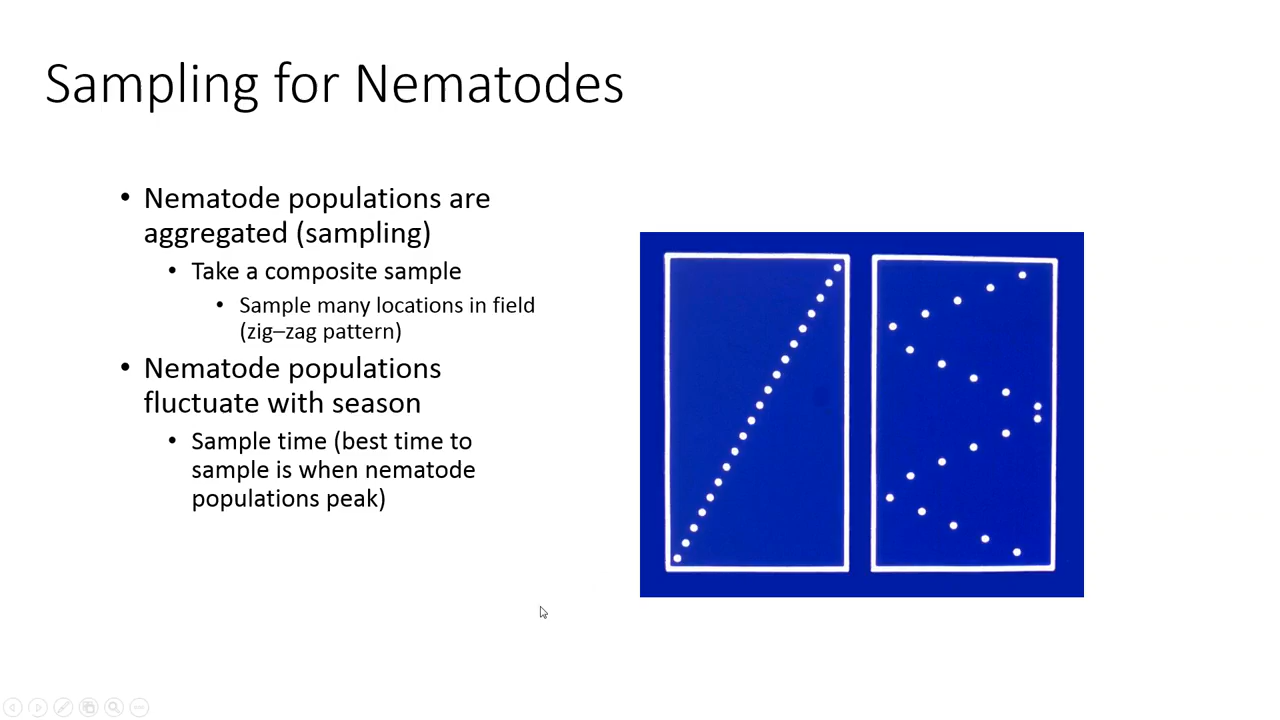 Sampling for Nematodes
• Nematode populations are
aggregated (sampling)
• Take a composite sample
• Sample many locations in field
(zig–zag pattern)
• Nematode populations
fluctuate with season
• Sample time (best time to
sample is when nematode
populations peak)